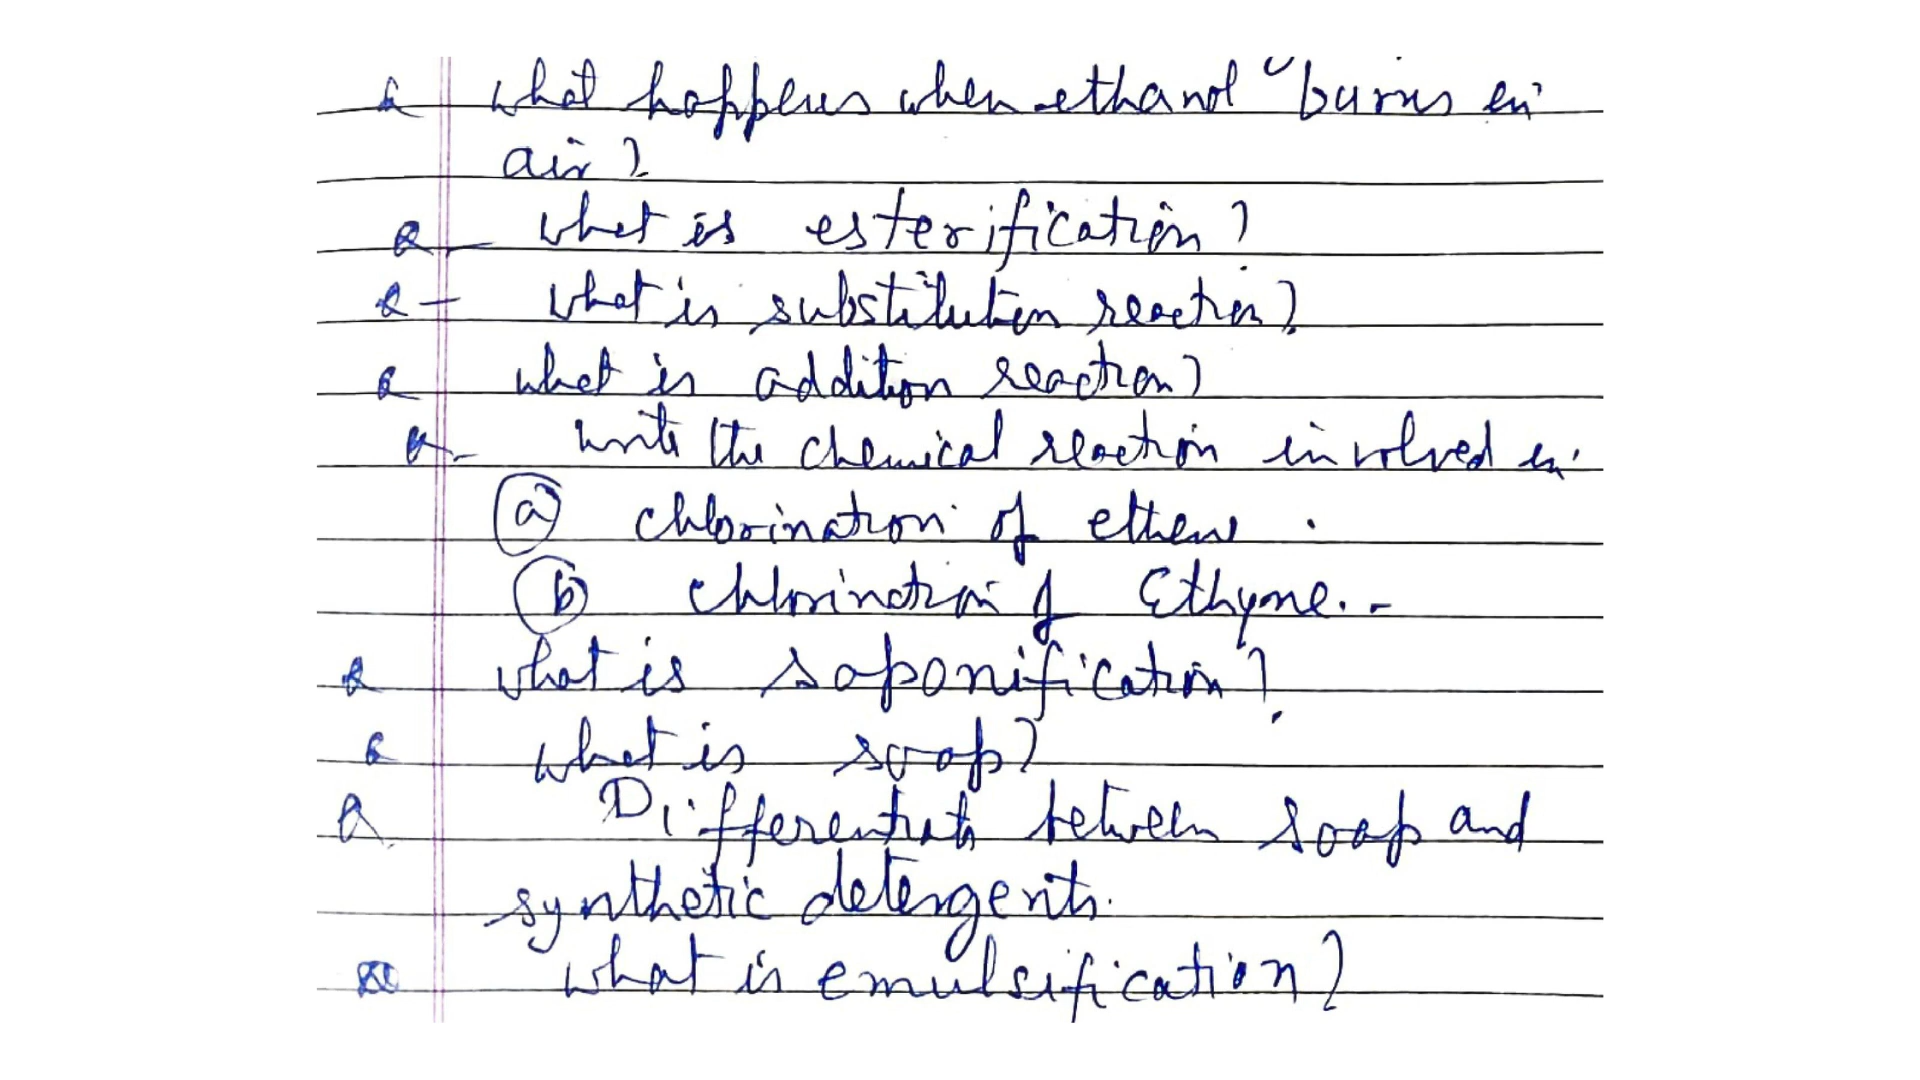 Q what happens when ethanol burns in
air?
Q - what is esterification?
Q - what is substitution reaction?
Q what is addition reaction?
Q - write the chemical reaction involved in
(a) chlorination of ethene .
(b) chlorination of Ethyne. -
Q what is saponification?
Q what is soap?
Q Differentiate between soap and
synthetic detergents.
Q what is emulsification?